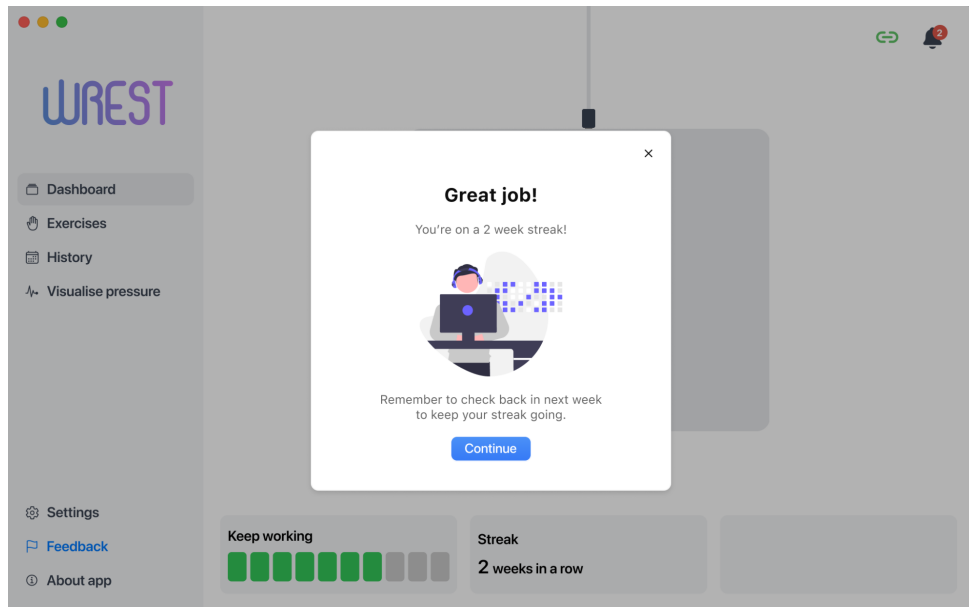 2
WREST
Dashboard
Exercises
History
Visualise pressure
Settings
Feedback
About app
Great job!
You're on a 2 week streak!
Remember to check back in next week
to keep your streak going.
Continue
Keep working
Streak
2 weeks in a row